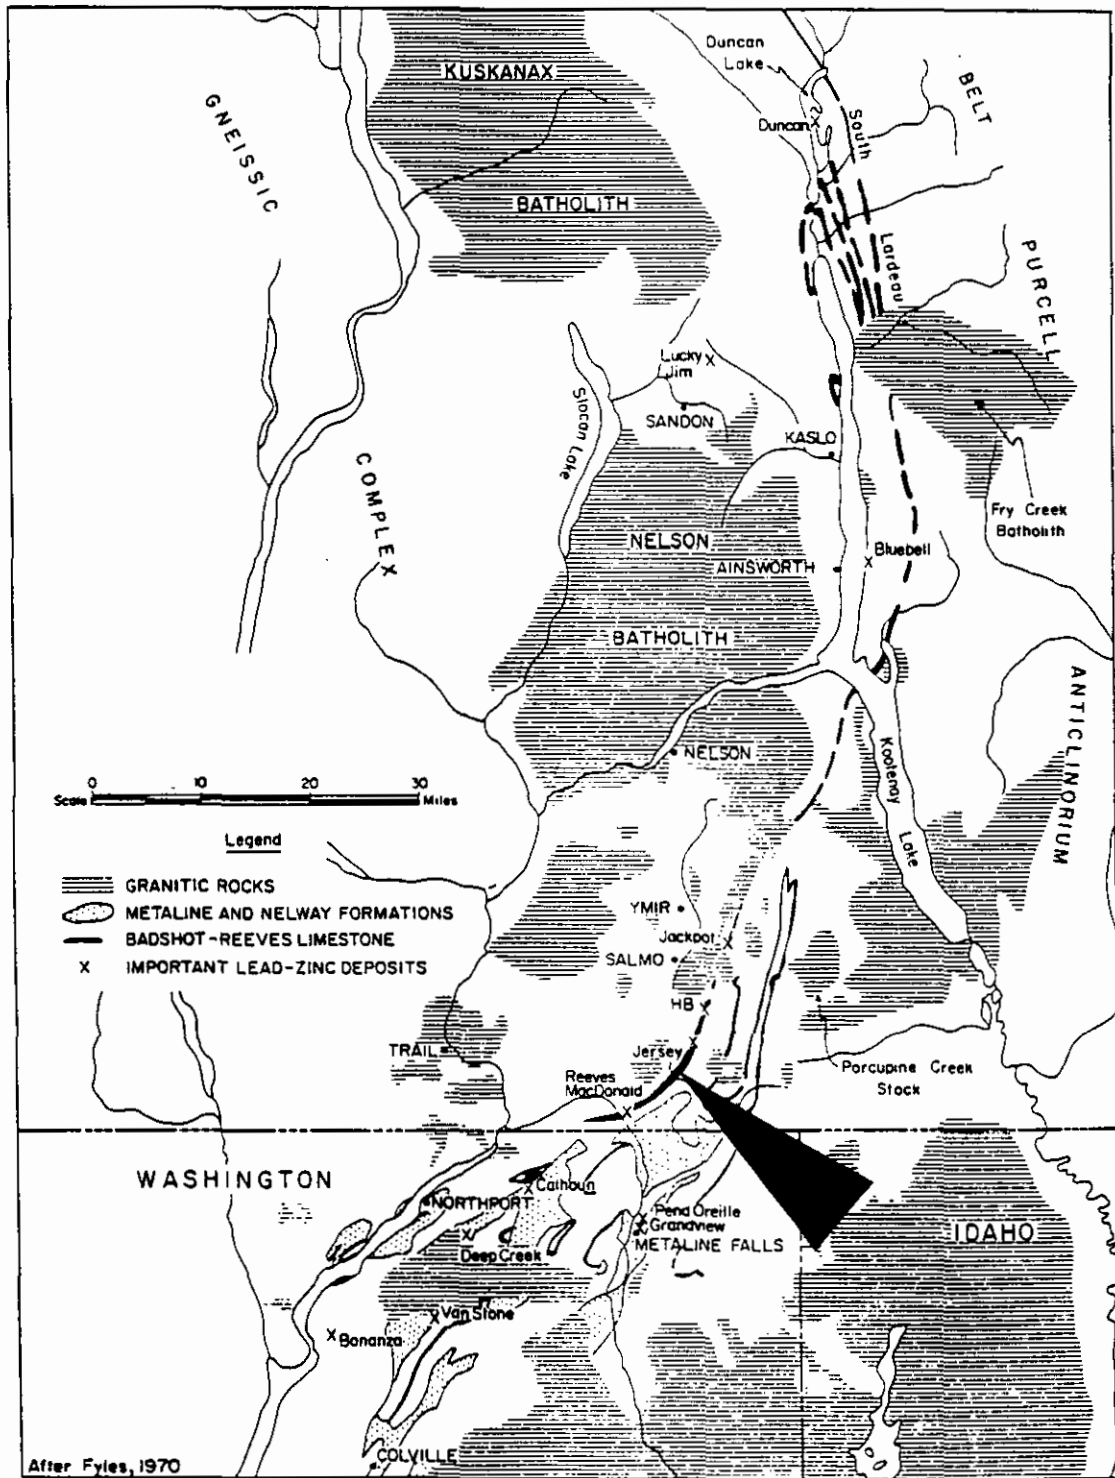 Duncan
Lake
KUSKANAX
GNEISSIC
BELT
?
Duncan
South
BATHOLITH
Lardeau
PURCELL
Lucky
Jim
Slocan Lake
SANDON
KASLO
COMPLEX
Fry Creek
Batholith
NELSON
Bluebell
AINSWORTH
BATHOLITH
ANTICLINORIUM
NELSON
Kootenay
Lake
0 10 20 30
Scale Miles
Legend
GRANITIC ROCKS
METALINE AND NELWAY FORMATIONS
BADSHOT-REEVES LIMESTONE
X IMPORTANT LEAD-ZINC DEPOSITS
YMIR
Jackpot
SALMO
HB
TRAIL
Jersey
Reeves
MacDonald
Porcupine Creek
Stock
WASHINGTON
Calhoun
NORTHPORT
Pend Oreille
Grandview
IDAHO
Deep Creek
METALINE FALLS
Van Stone
Bonanza
COLVILLE
After Fyles, 1970